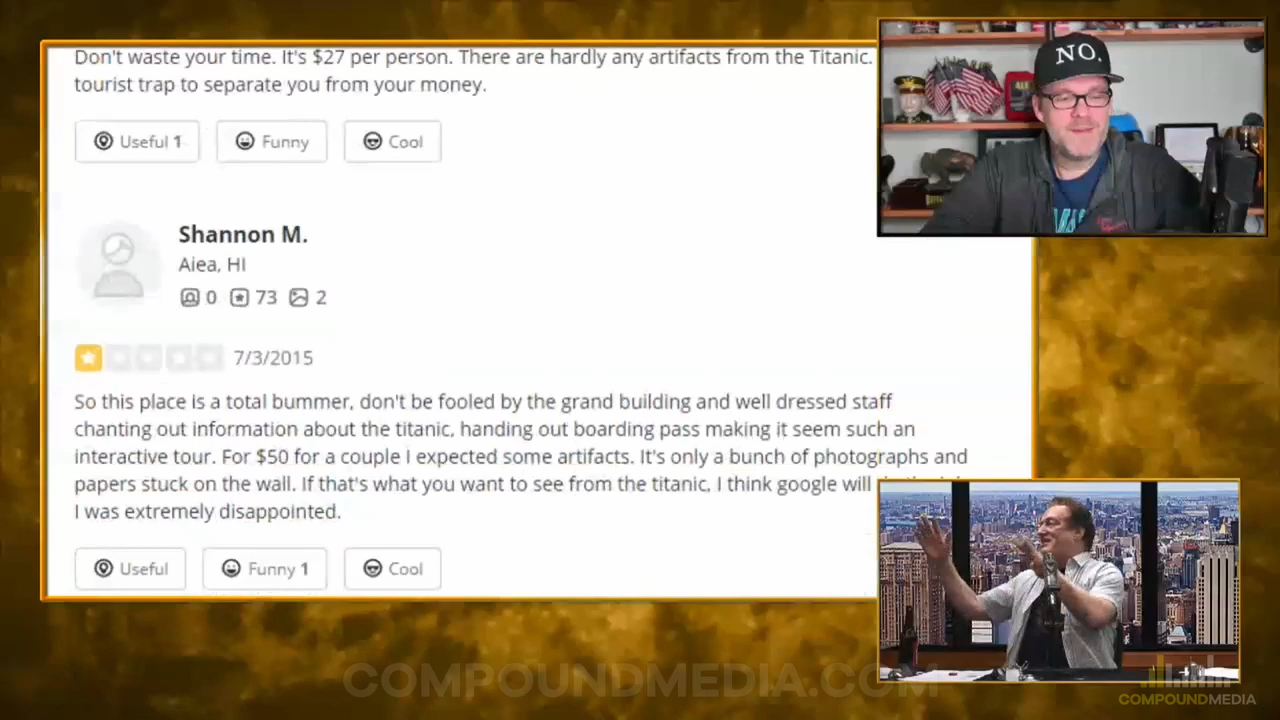 Don't waste your time. It's $27 per person. There are hardly any artifacts from the Titanic.
tourist trap to separate you from your money.
Useful 1
Funny
Cool
NO.
Shannon M.
Aiea, HI
0 73 2
7/3/2015
So this place is a total bummer, don't be fooled by the grand building and well dressed staff
chanting out information about the titanic, handing out boarding pass making it seem such an
interactive tour. For $50 for a couple I expected some artifacts. It's only a bunch of photographs and
papers stuck on the wall. If that's what you want to see from the titanic, I think google will
I was extremely disappointed.
Useful
Funny 1
Cool
COMPOUNDMEDIA.COM
COMPOUNDMEDIA